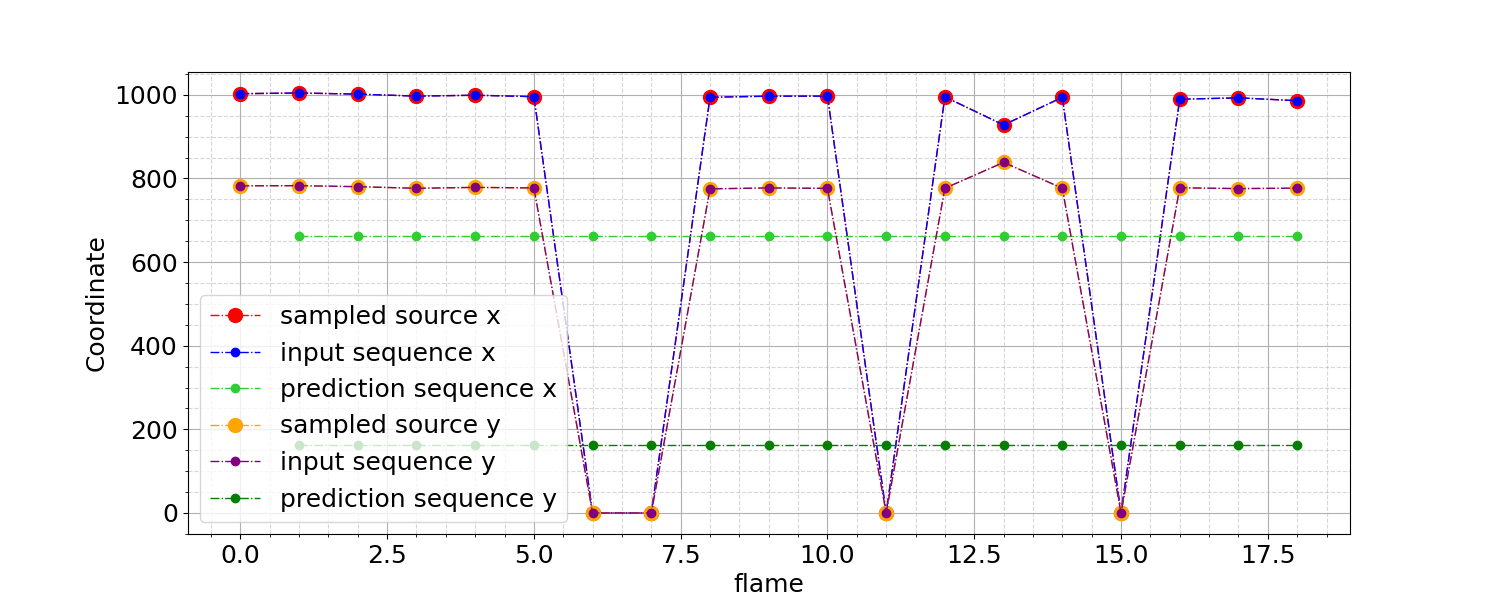 1000
800
600
400
200
0
Coordinate
sampled source x
input sequence x
prediction sequence x
sampled source y
input sequence y
prediction sequence y
0.0 2.5 5.0 7.5 10.0 12.5 15.0 17.5
flame